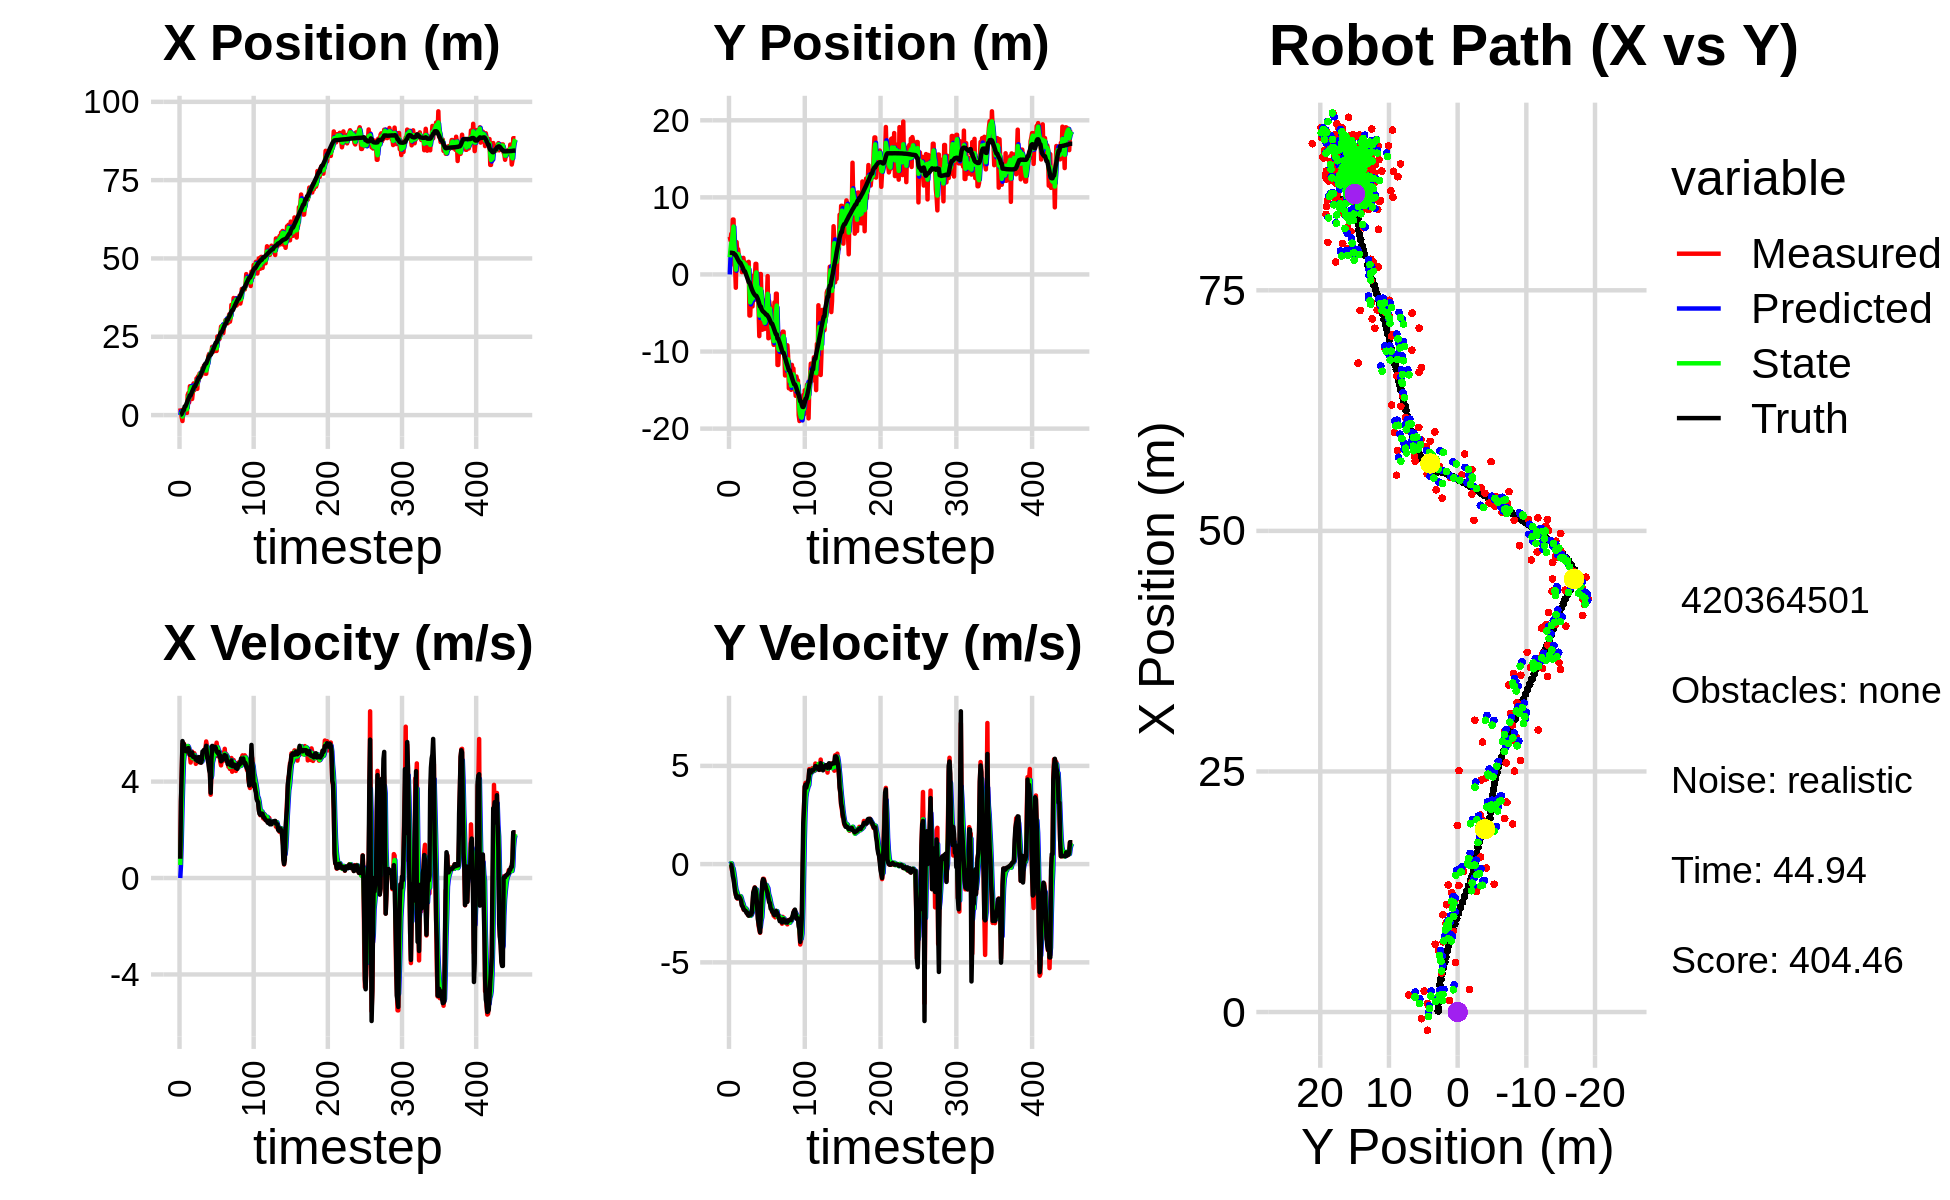 X Position (m)
100
75
50
25
0
0
100
200
300
400
timestep
Y Position (m)
20
10
0
-10
-20
0
100
200
300
400
timestep
X Velocity (m/s)
4
0
-4
0
100
200
300
400
timestep
Y Velocity (m/s)
5
0
-5
0
100
200
300
400
timestep
Robot Path (X vs Y)
X Position (m)
75
50
25
0
20 10 0 -10 -20
Y Position (m)
variable
Measured
Predicted
State
Truth
420364501
Obstacles: none
Noise: realistic
Time: 44.94
Score: 404.46